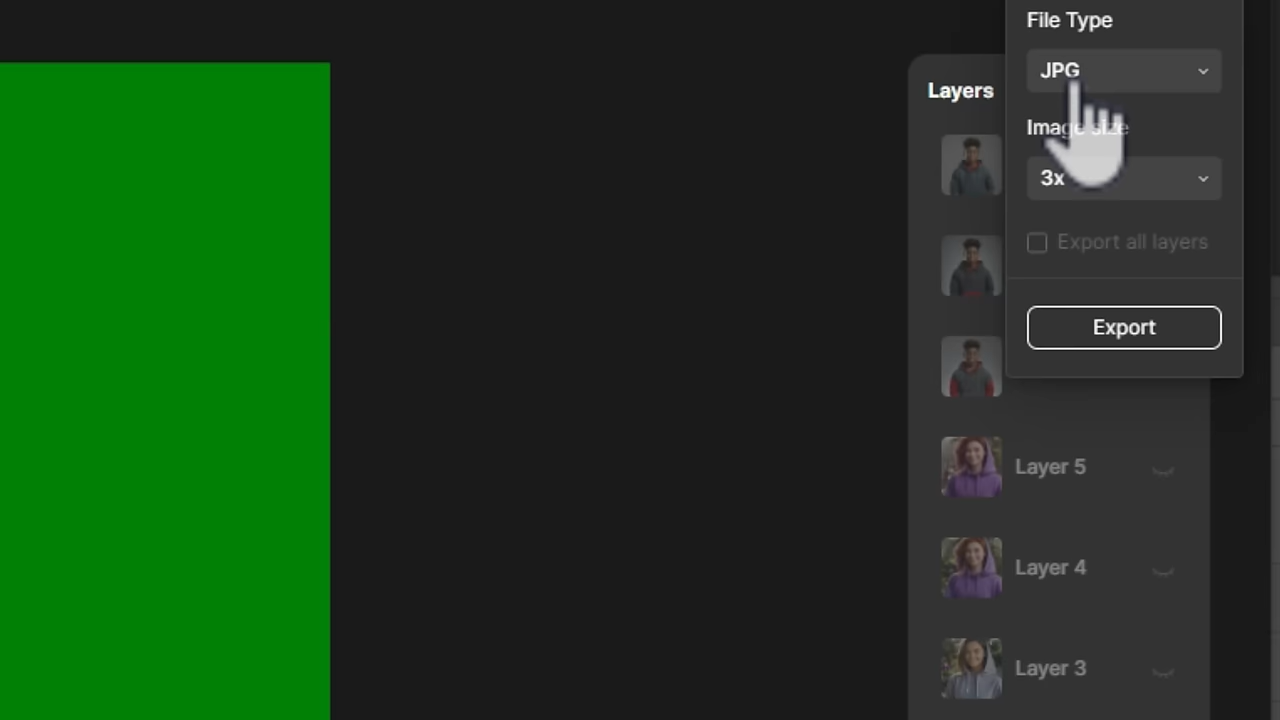 File Type
JPG
Layers
Image size
3x
Export all layers
Export
Layer 5
Layer 4
Layer 3